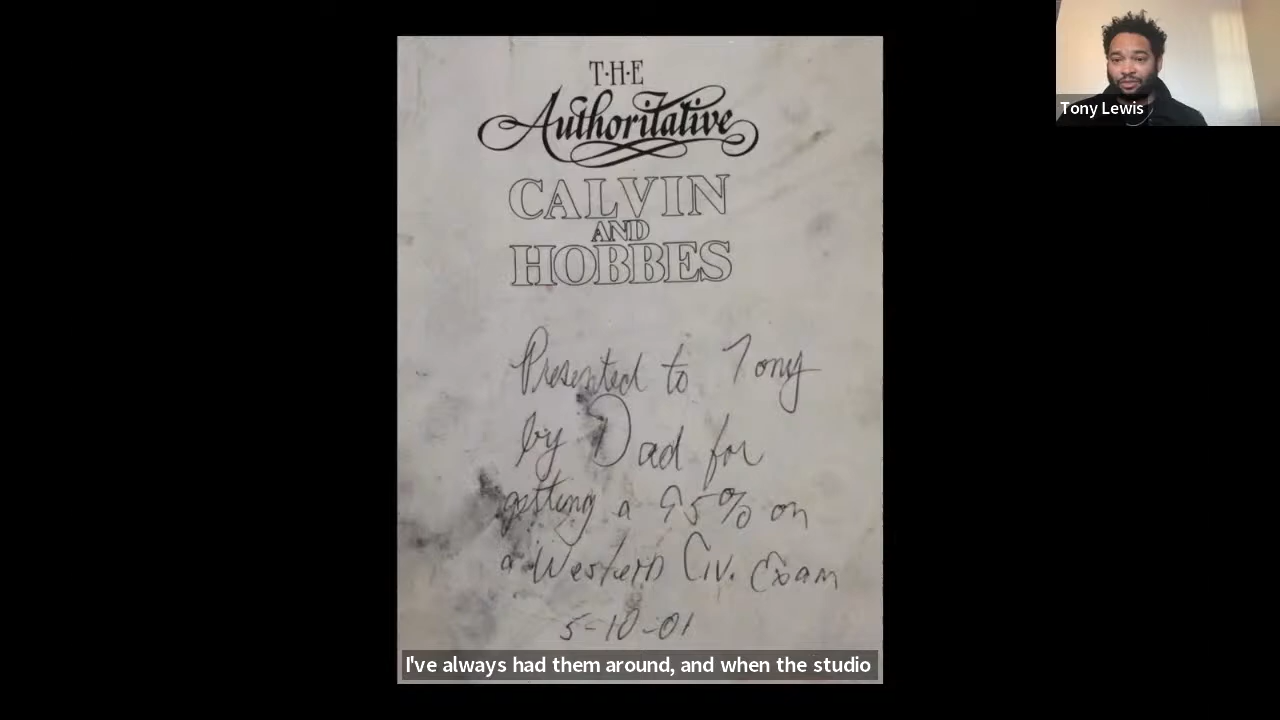 T·H·E
Authoritative
CALVIN
AND
HOBBES
Presented to Tony
by Dad for
getting a 95% on
a Western Civ. Exam
5-10-01
I've always had them around, and when the studio
Tony Lewis